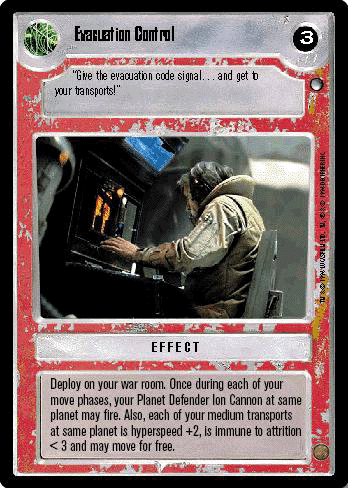 Evacuation Control
3
"Give the evacuation code signal. . . and get to
your transports!"
EFFECT
Deploy on your war room. Once during each of your
move phases, your Planet Defender Ion Cannon at same
planet may fire. Also, each of your medium transports
at same planet is hyperspeed +2, is immune to attrition
< 3 and may move for free.